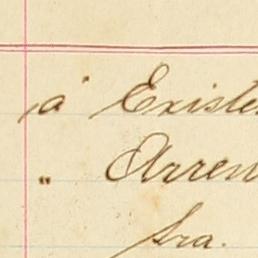 á Existe
" Arren
Sra.